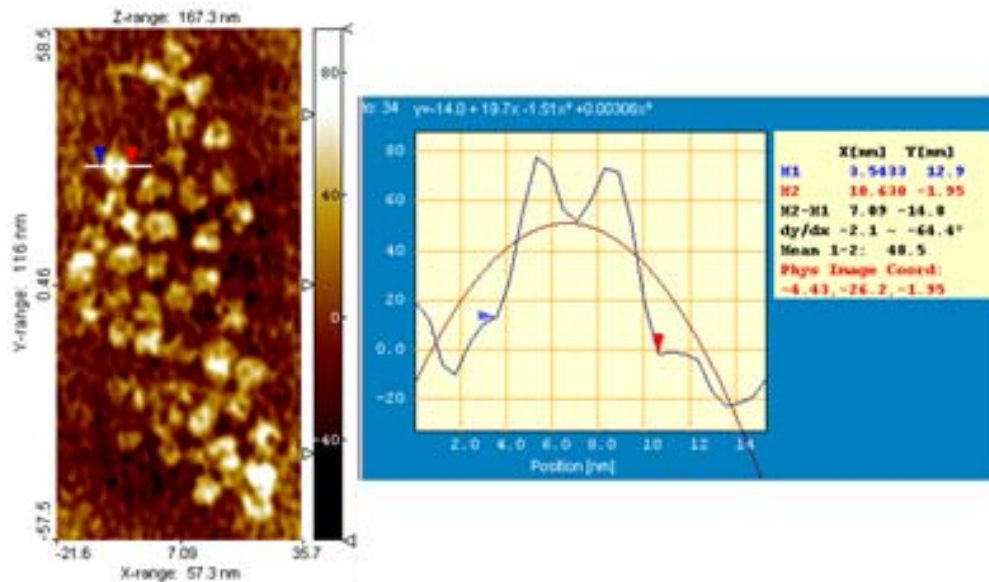 Z-range: 167.3 nm
58.5
Y-range: 116 nm
0.46
-57.5
-21.6 7.09 35.7
X-range: 57.3 nm
80
40
0
-40
34 y=-14.0 + 19.7x -1.51x² +0.00306x³
80
60
40
20
0.0
-20
2.0 4.0 6.0 8.0 10 12 14
Position [nm]
X[nm] Y[nm]
M1 3.5433 12.9
M2 10.630 -1.95
M2-M1 7.09 -14.8
dy/dx -2.1 ~ -64.4°
Mean 1-2: 48.5
Phys Image Coord:
-4.43,-26.2,-1.95